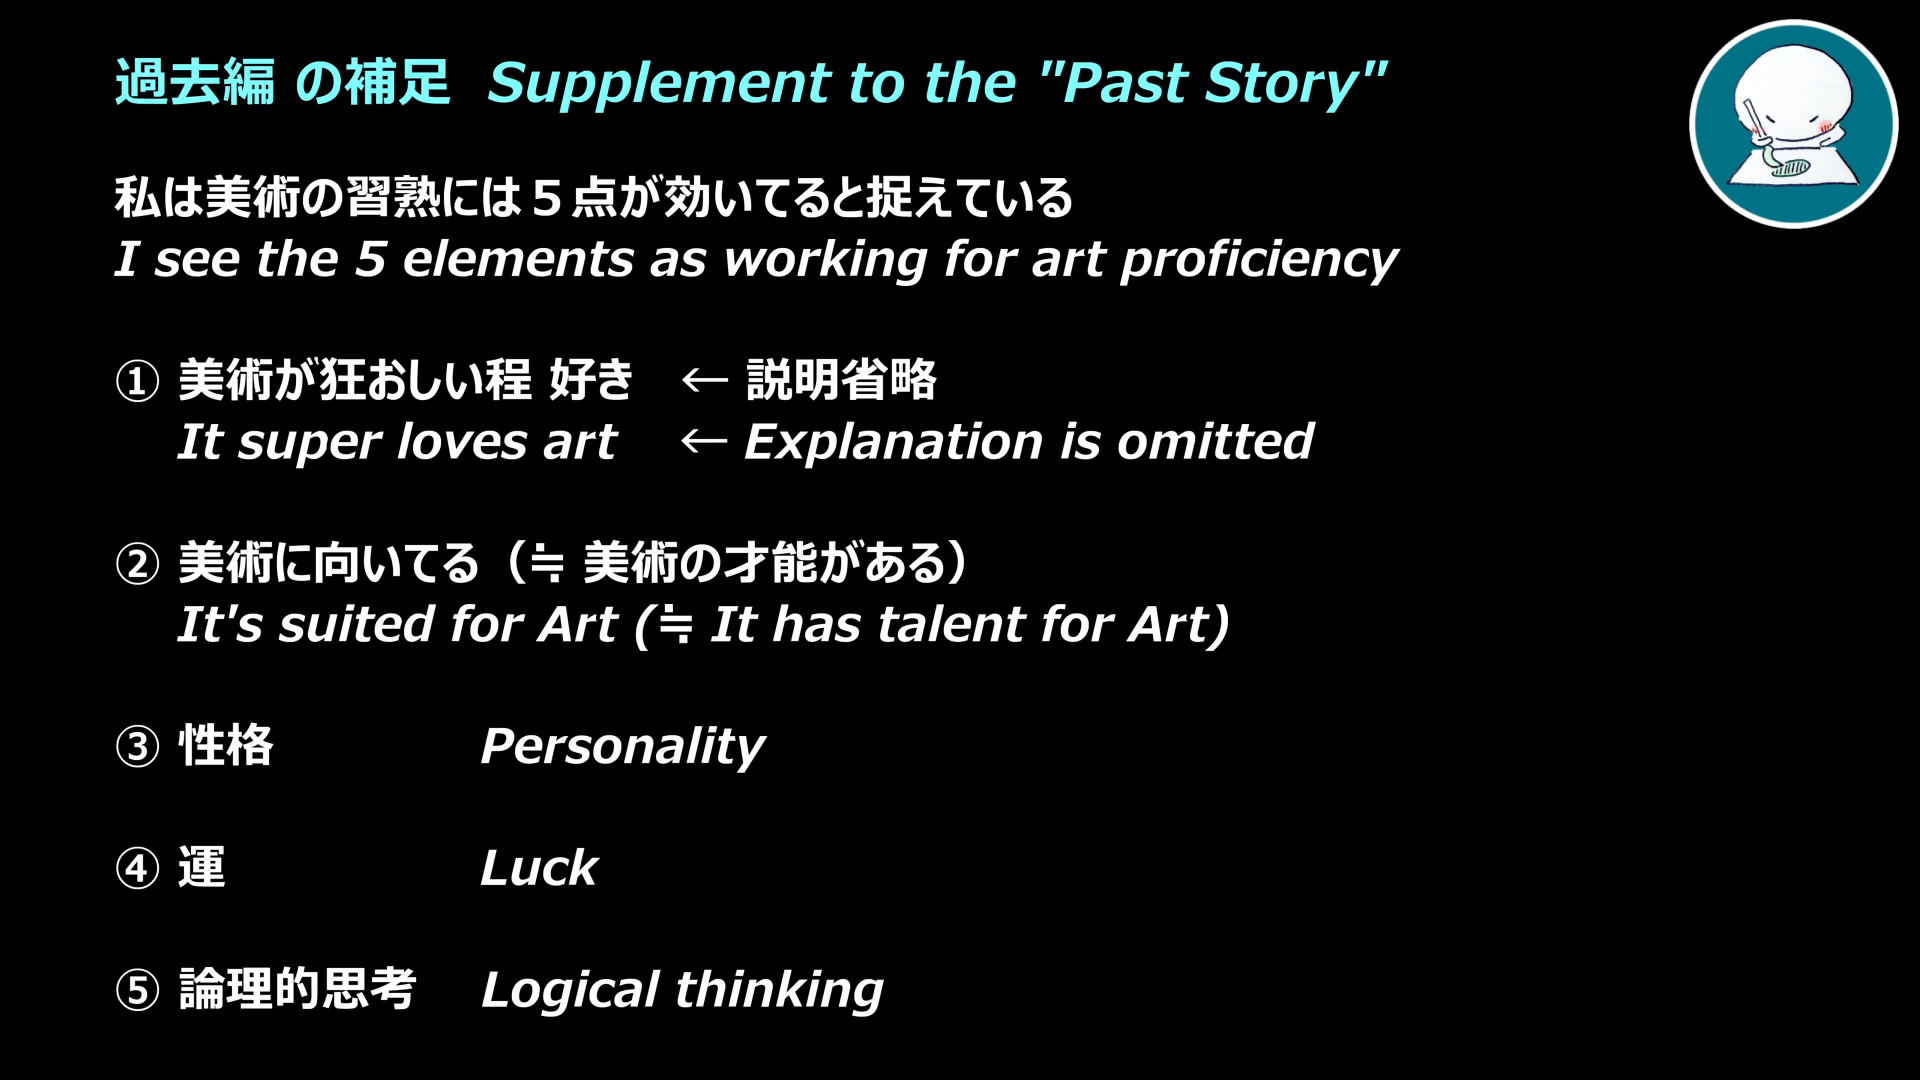 過去編 の補足 Supplement to the "Past Story"
私は美術の習熟には５点が効いてると捉えている
I see the 5 elements as working for art proficiency
① 美術が狂おしい程 好き ← 説明省略
It super loves art ← Explanation is omitted
② 美術に向いてる（≒ 美術の才能がある）
It's suited for Art (≒ It has talent for Art)
③ 性格 Personality
④ 運 Luck
⑤ 論理的思考 Logical thinking